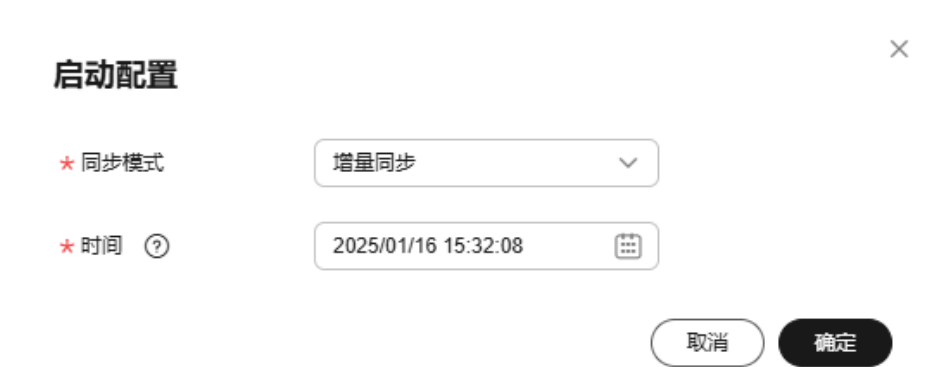 启动配置
* 同步模式 增量同步
* 时间 ? 2025/01/16 15:32:08
取消 确定